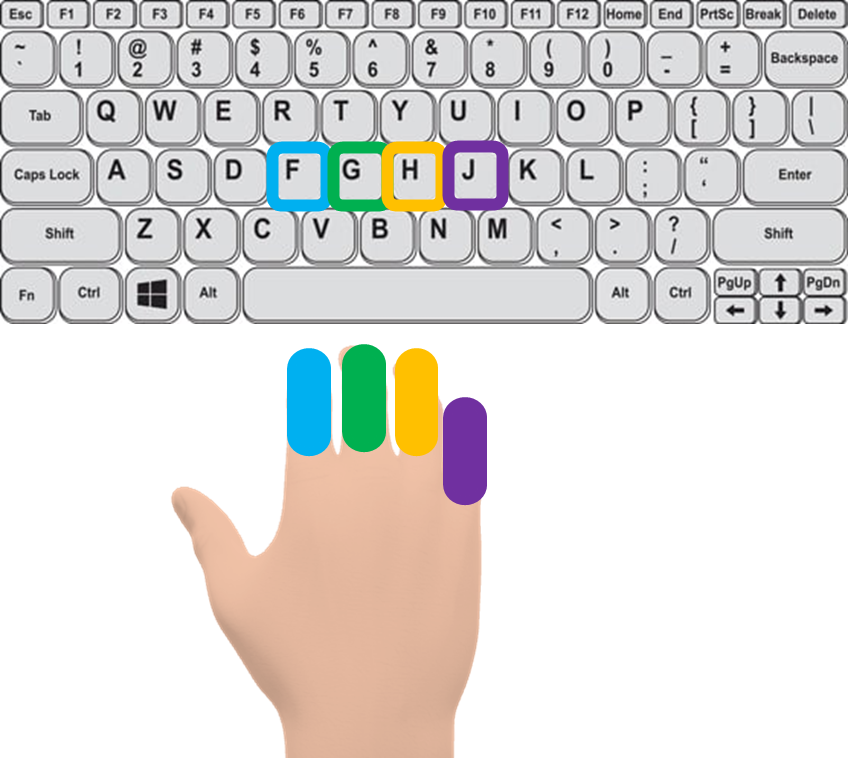 Esc F1 F2 F3 F4 F5 F6 F7 F8 F9 F10 F11 F12 Home End PrtSc Break Delete
~ ! @ # $ % ^ & * ( ) _ +
` 1 2 3 4 5 6 7 8 9 0 - = Backspace
Tab Q W E R T Y U I O P { } |
[ ] \
Caps Lock A S D F G H J K L : “ Enter
; ‘
Shift Z X C V B N M < > ? Shift
, . /
Fn Ctrl Alt Alt Ctrl PgUp ↑ PgDn
← ↓ →